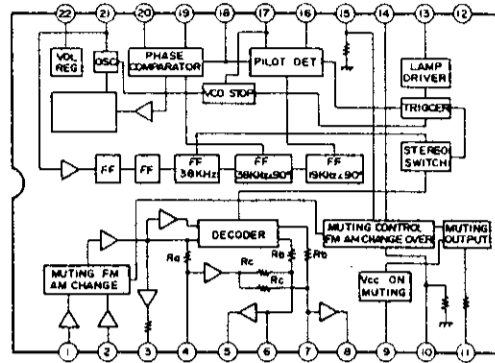 22 21 20 19 18 17 16 15 14 13 12
VOL
REG
OSC
PHASE
COMPARATOR
PILOT DET
LAMP
DRIVER
VCO STOP
TRIGGER
STEREO
SWITCH
FF
FF
FF
38KHz
FF
38KHz∠90°
FF
19KHz∠90°
DECODER
MUTING CONTROL
FM AM CHANGE OVER
MUTING
OUTPUT
MUTING FM
AM CHANGE
Ra
Rc
Rc
Rb
Rb
Vcc ON
MUTING
1 2 3 4 5 6 7 8 9 10 11